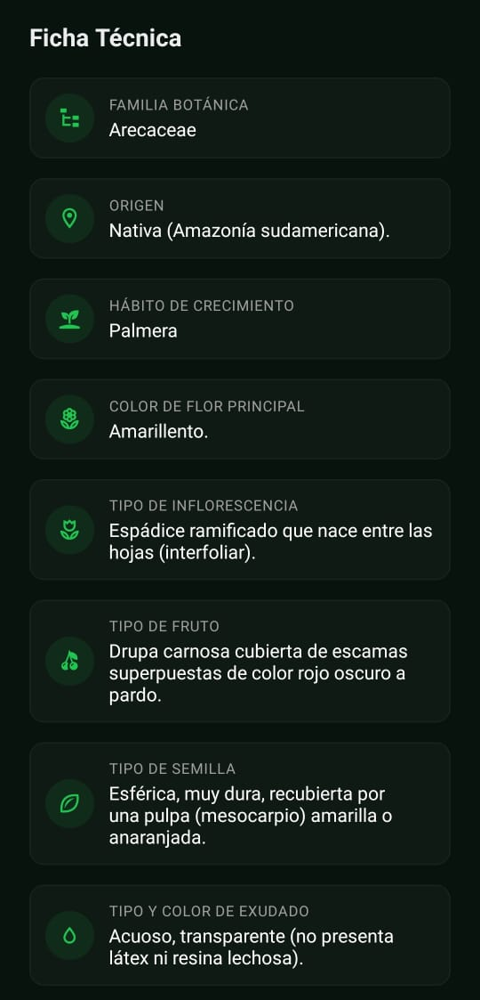 Ficha Técnica
FAMILIA BOTÁNICA
Arecaceae
ORIGEN
Nativa (Amazonía sudamericana).
HÁBITO DE CRECIMIENTO
Palmera
COLOR DE FLOR PRINCIPAL
Amarillento.
TIPO DE INFLORESCENCIA
Espádice ramificado que nace entre las
hojas (interfoliar).
TIPO DE FRUTO
Drupa carnosa cubierta de escamas
superpuestas de color rojo oscuro a
pardo.
TIPO DE SEMILLA
Esférica, muy dura, recubierta por
una pulpa (mesocarpio) amarilla o
anaranjada.
TIPO Y COLOR DE EXUDADO
Acuoso, transparente (no presenta
látex ni resina lechosa).